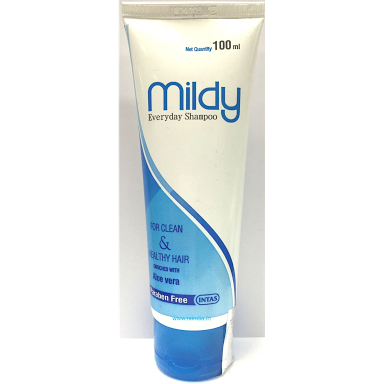 Net Quantity 100 ml
mildy
Everyday Shampoo
FOR CLEAN
&
HEALTHY HAIR
ENRICHED WITH
Aloe vera
Paraben Free
INTAS